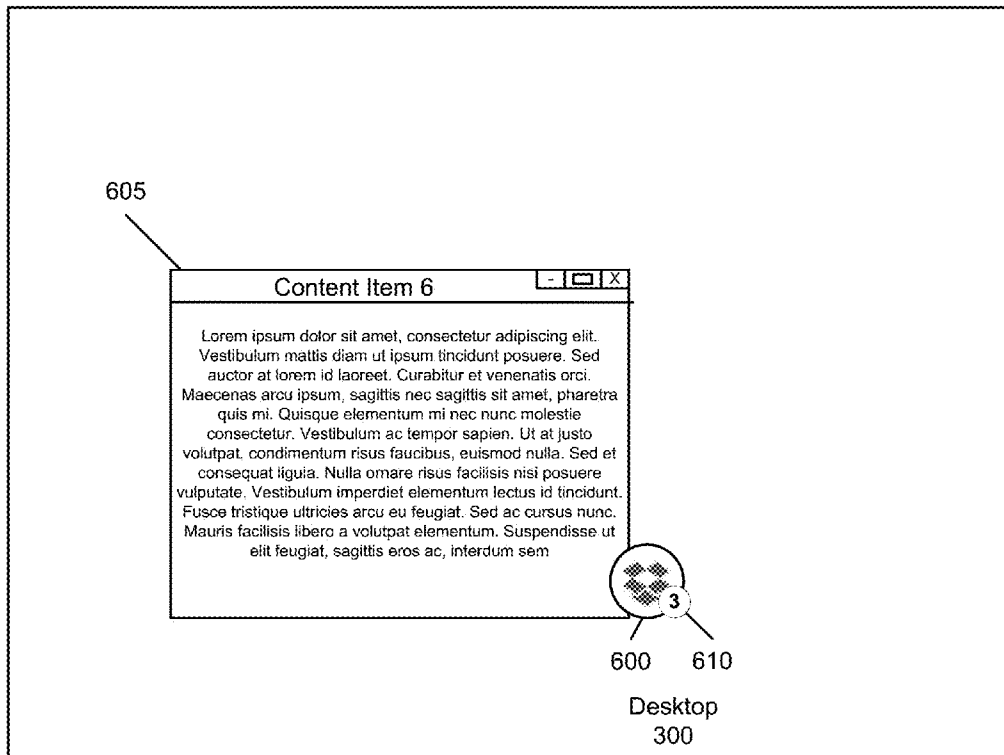 605
Content Item 6
- X
Lorem ipsum dolor sit amet, consectetur adipiscing elit.
Vestibulum mattis diam ut ipsum tincidunt posuere. Sed
auctor at lorem id laoreet. Curabitur et venenatis orci.
Maecenas arcu ipsum, sagittis nec sagittis sit amet, pharetra
quis mi. Quisque elementum mi nec nunc molestie
consectetur. Vestibulum ac tempor sapien. Ut at justo
volutpat, condimentum risus faucibus, euismod nulla. Sed et
consequat ligula. Nulla ornare risus facilisis nisi posuere
vulputate. Vestibulum imperdiet elementum lectus id tincidunt.
Fusce tristique ultricies arcu eu feugiat. Sed ac cursus nunc.
Mauris facilisis libero a volutpat elementum. Suspendisse ut
elit feugiat, sagittis eros ac, interdum sem
3
600 610
Desktop
300